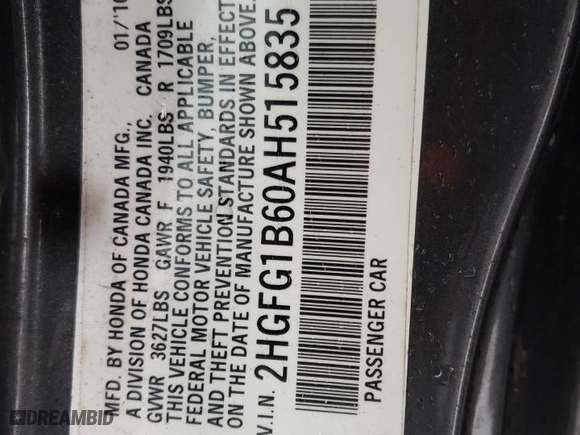 MFD. BY HONDA OF CANADA MFG., 01/'10
A DIVISION OF HONDA CANADA INC. CANADA
GVWR 3627LBS GAWR F 1940LBS R 1709LBS
THIS VEHICLE CONFORMS TO ALL APPLICABLE
FEDERAL MOTOR VEHICLE SAFETY, BUMPER,
AND THEFT PREVENTION STANDARDS IN EFFECT
ON THE DATE OF MANUFACTURE SHOWN ABOVE.
V.I.N. 2HGFG1B60AH515835
PASSENGER CAR
DREAMBID